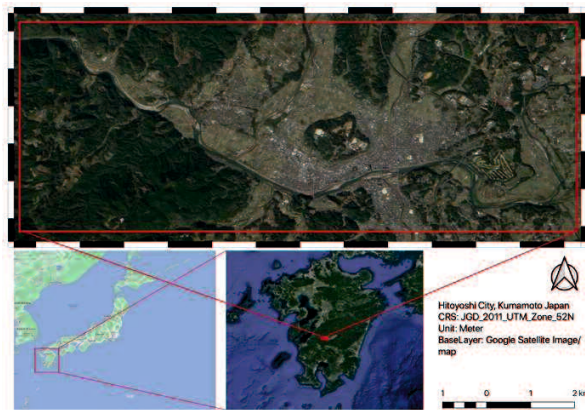 Hitoyoshi City, Kumamoto Japan
CRS: JGD_2011_UTM_Zone_52N
Unit: Meter
BaseLayer: Google Satellite Image/
map
1 0 1 2 km